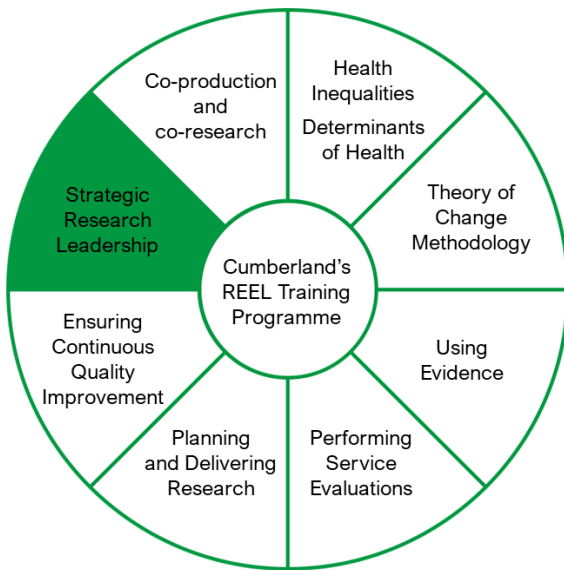 Co-production
and
co-research
Health
Inequalities
Determinants
of Health
Theory of
Change
Methodology
Using
Evidence
Performing
Service
Evaluations
Planning
and Delivering
Research
Ensuring
Continuous
Quality
Improvement
Strategic
Research
Leadership
Cumberland's
REEL Training
Programme